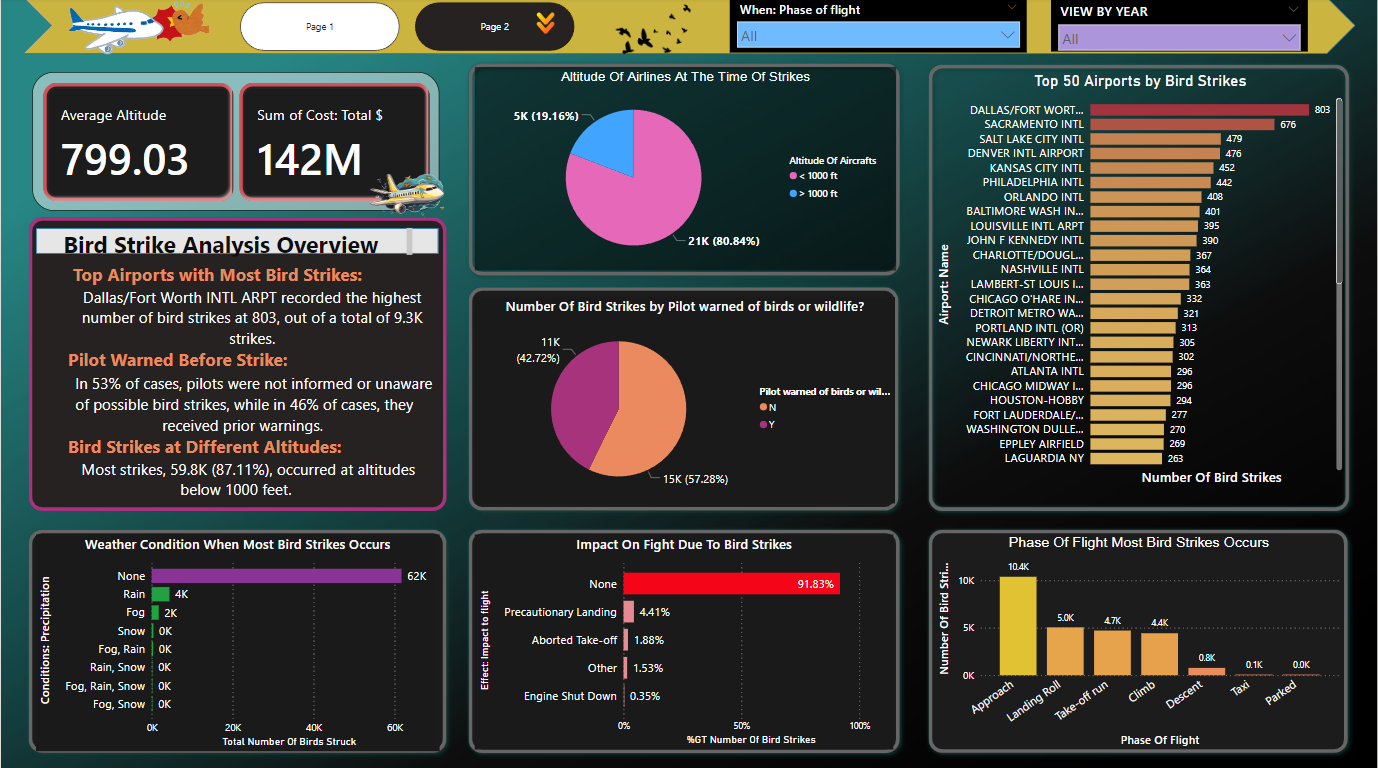 Page 1
Page 2
When: Phase of flight
All
VIEW BY YEAR
All
Average Altitude
799.03
Sum of Cost: Total $
142M
Bird Strike Analysis Overview
Top Airports with Most Bird Strikes:
Dallas/Fort Worth INTL ARPT recorded the highest
number of bird strikes at 803, out of a total of 9.3K
strikes.
Pilot Warned Before Strike:
In 53% of cases, pilots were not informed or unaware
of possible bird strikes, while in 46% of cases, they
received prior warnings.
Bird Strikes at Different Altitudes:
Most strikes, 59.8K (87.11%), occurred at altitudes
below 1000 feet.
Altitude Of Airlines At The Time Of Strikes
5K (19.16%)
21K (80.84%)
Altitude Of Aircrafts
< 1000 ft
> 1000 ft
Number Of Bird Strikes by Pilot warned of birds or wildlife?
11K
(42.72%)
15K (57.28%)
Pilot warned of birds or wil...
N
Y
Top 50 Airports by Bird Strikes
Airport: Name
DALLAS/FORT WORT... 803
SACRAMENTO INTL 676
SALT LAKE CITY INTL 479
DENVER INTL AIRPORT 476
KANSAS CITY INTL 452
PHILADELPHIA INTL 442
ORLANDO INTL 408
BALTIMORE WASH IN... 401
LOUISVILLE INTL ARPT 395
JOHN F KENNEDY INTL 390
CHARLOTTE/DOUGL... 367
NASHVILLE INTL 364
LAMBERT-ST LOUIS I... 363
CHICAGO O'HARE IN... 332
DETROIT METRO WA... 321
PORTLAND INTL (OR) 313
NEWARK LIBERTY INT... 305
CINCINNATI/NORTHE... 302
ATLANTA INTL 296
CHICAGO MIDWAY I... 296
HOUSTON-HOBBY 294
FORT LAUDERDALE/... 277
WASHINGTON DULLE... 270
EPPLEY AIRFIELD 269
LAGUARDIA NY 263
Number Of Bird Strikes
Weather Condition When Most Bird Strikes Occurs
Conditions: Precipitation
None 62K
Rain 4K
Fog 2K
Snow 0K
Fog, Rain 0K
Rain, Snow 0K
Fog, Rain, Snow 0K
Fog, Snow 0K
0K 20K 40K 60K
Total Number Of Birds Struck
Impact On Fight Due To Bird Strikes
Effect: Impact to flight
None 91.83%
Precautionary Landing 4.41%
Aborted Take-off 1.88%
Other 1.53%
Engine Shut Down 0.35%
0% 50% 100%
%GT Number Of Bird Strikes
Phase Of Flight Most Bird Strikes Occurs
Number Of Bird Stri...
10K
5K
0K
10.4K 5.0K 4.7K 4.4K 0.8K 0.1K 0.0K
Approach Landing Roll Take-off run Climb Descent Taxi Parked
Phase Of Flight